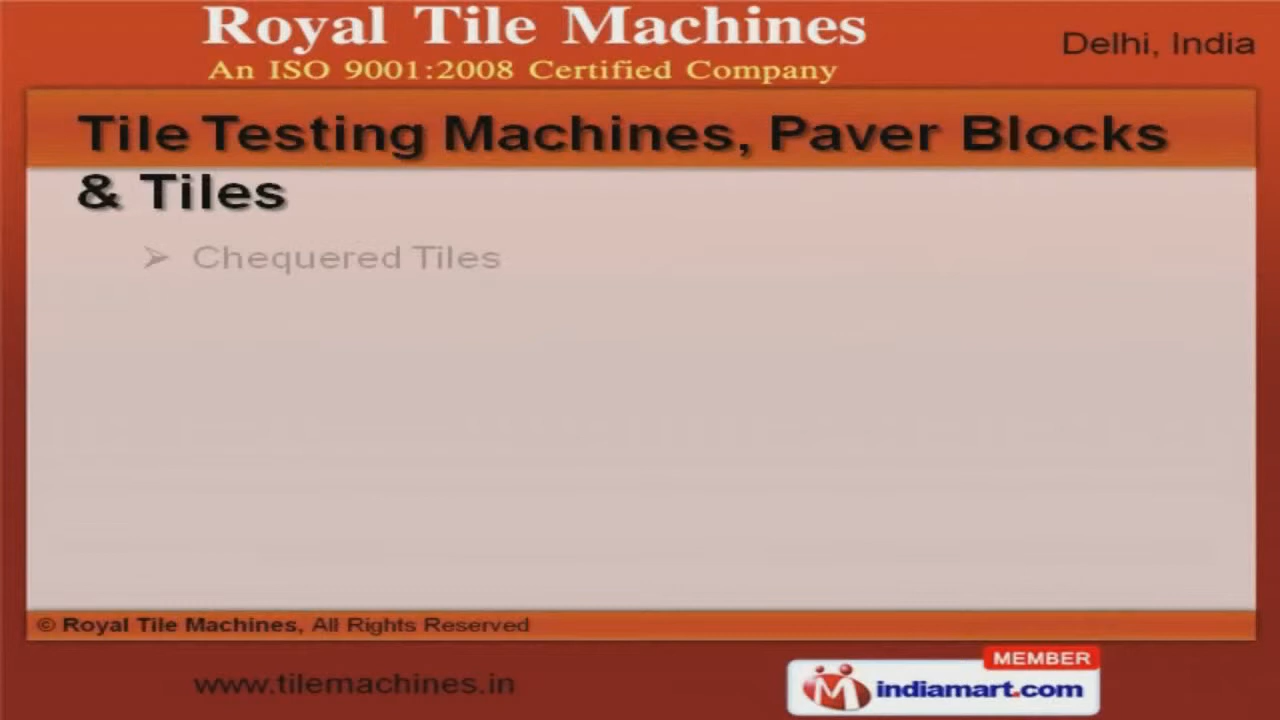 Royal Tile Machines
An ISO 9001:2008 Certified Company
Delhi, India
Tile Testing Machines, Paver Blocks
& Tiles
➢ Chequered Tiles
© Royal Tile Machines, All Rights Reserved
www.tilemachines.in
MEMBER
indiamart.com